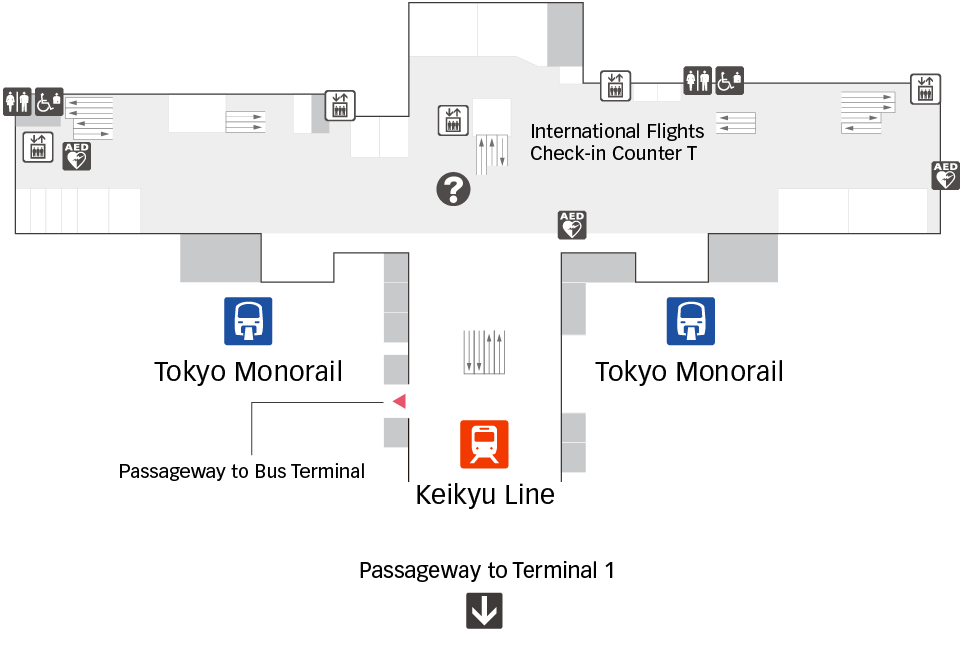 International Flights
Check-in Counter T
AED
AED
AED
?
Tokyo Monorail
Tokyo Monorail
Passageway to Bus Terminal
Keikyu Line
Passageway to Terminal 1